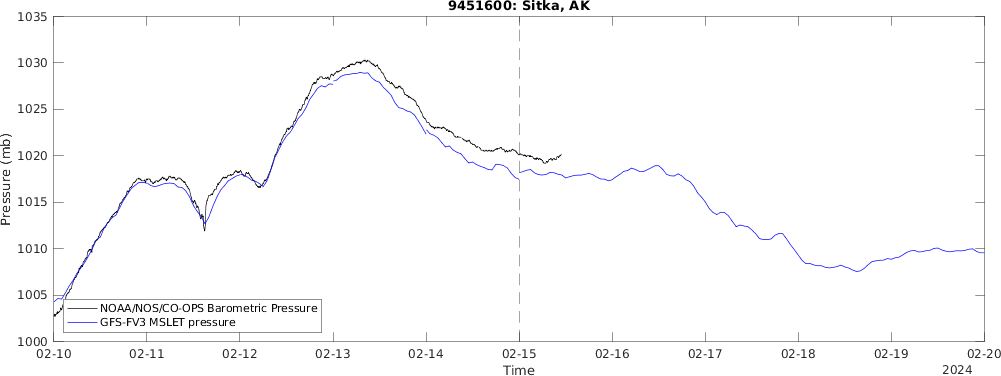 9451600: Sitka, AK
Pressure (mb)
1035
1030
1025
1020
1015
1010
1005
1000
NOAA/NOS/CO-OPS Barometric Pressure
GFS-FV3 MSLET pressure
02-10 02-11 02-12 02-13 02-14 02-15 02-16 02-17 02-18 02-19 02-20
Time
2024